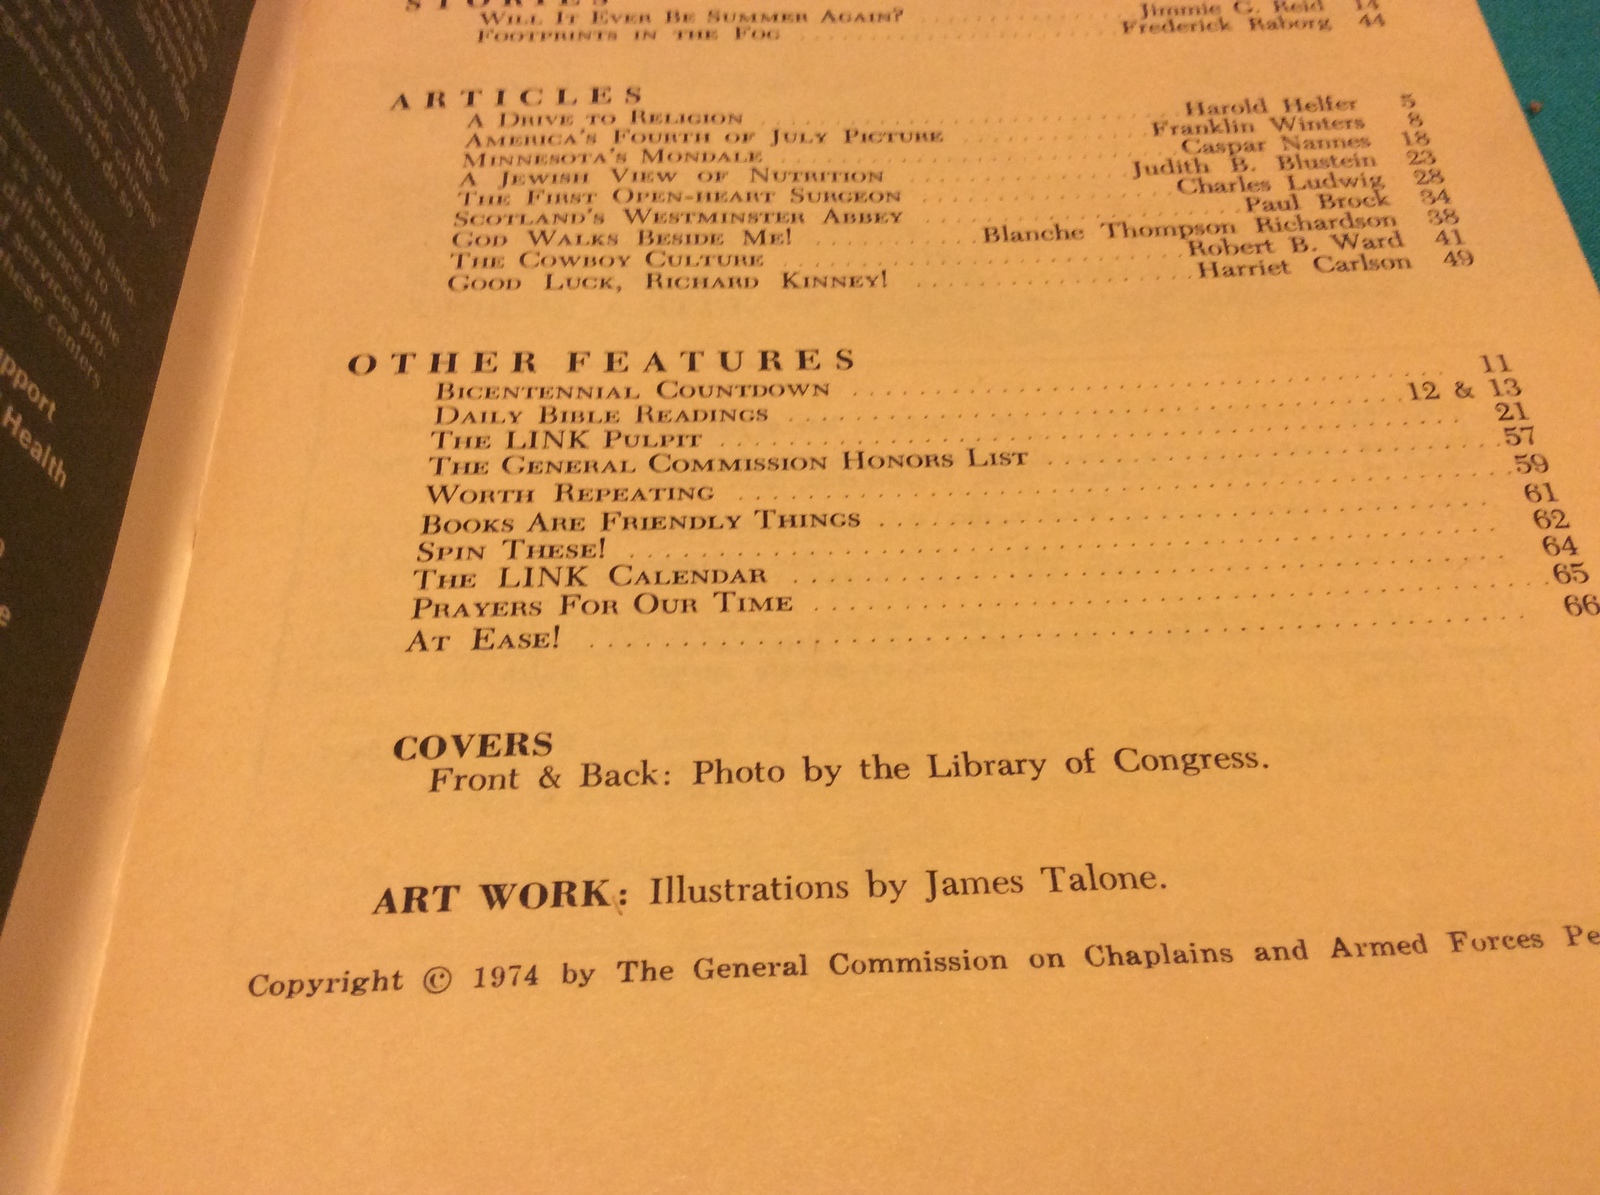 STORIES
WILL IT EVER BE SUMMER AGAIN? Jimmie C. Reid 14
FOOTPRINTS IN THE FOG Frederick Raborg 44
ARTICLES
A DRIVE TO RELIGION Harold Helfer 5
AMERICA'S FOURTH OF JULY PICTURE Franklin Winters 8
MINNESOTA'S MONDALE Caspar Nannes 18
A JEWISH VIEW OF NUTRITION Judith B. Blustein 23
THE FIRST OPEN-HEART SURGEON Charles Ludwig 28
SCOTLAND'S WESTMINSTER ABBEY Paul Brock 34
GOD WALKS BESIDE ME! Blanche Thompson Richardson 38
THE COWBOY CULTURE Robert B. Ward 41
GOOD LUCK, RICHARD KINNEY! Harriet Carlson 49
OTHER FEATURES
BICENTENNIAL COUNTDOWN 11
DAILY BIBLE READINGS 12 & 13
THE LINK PULPIT 21
THE GENERAL COMMISSION HONORS LIST 57
WORTH REPEATING 59
BOOKS ARE FRIENDLY THINGS 61
SPIN THESE! 62
THE LINK CALENDAR 64
PRAYERS FOR OUR TIME 65
AT EASE! 66
COVERS
Front & Back: Photo by the Library of Congress.
ART WORK: Illustrations by James Talone.
Copyright © 1974 by The General Commission on Chaplains and Armed Forces Pe
Health